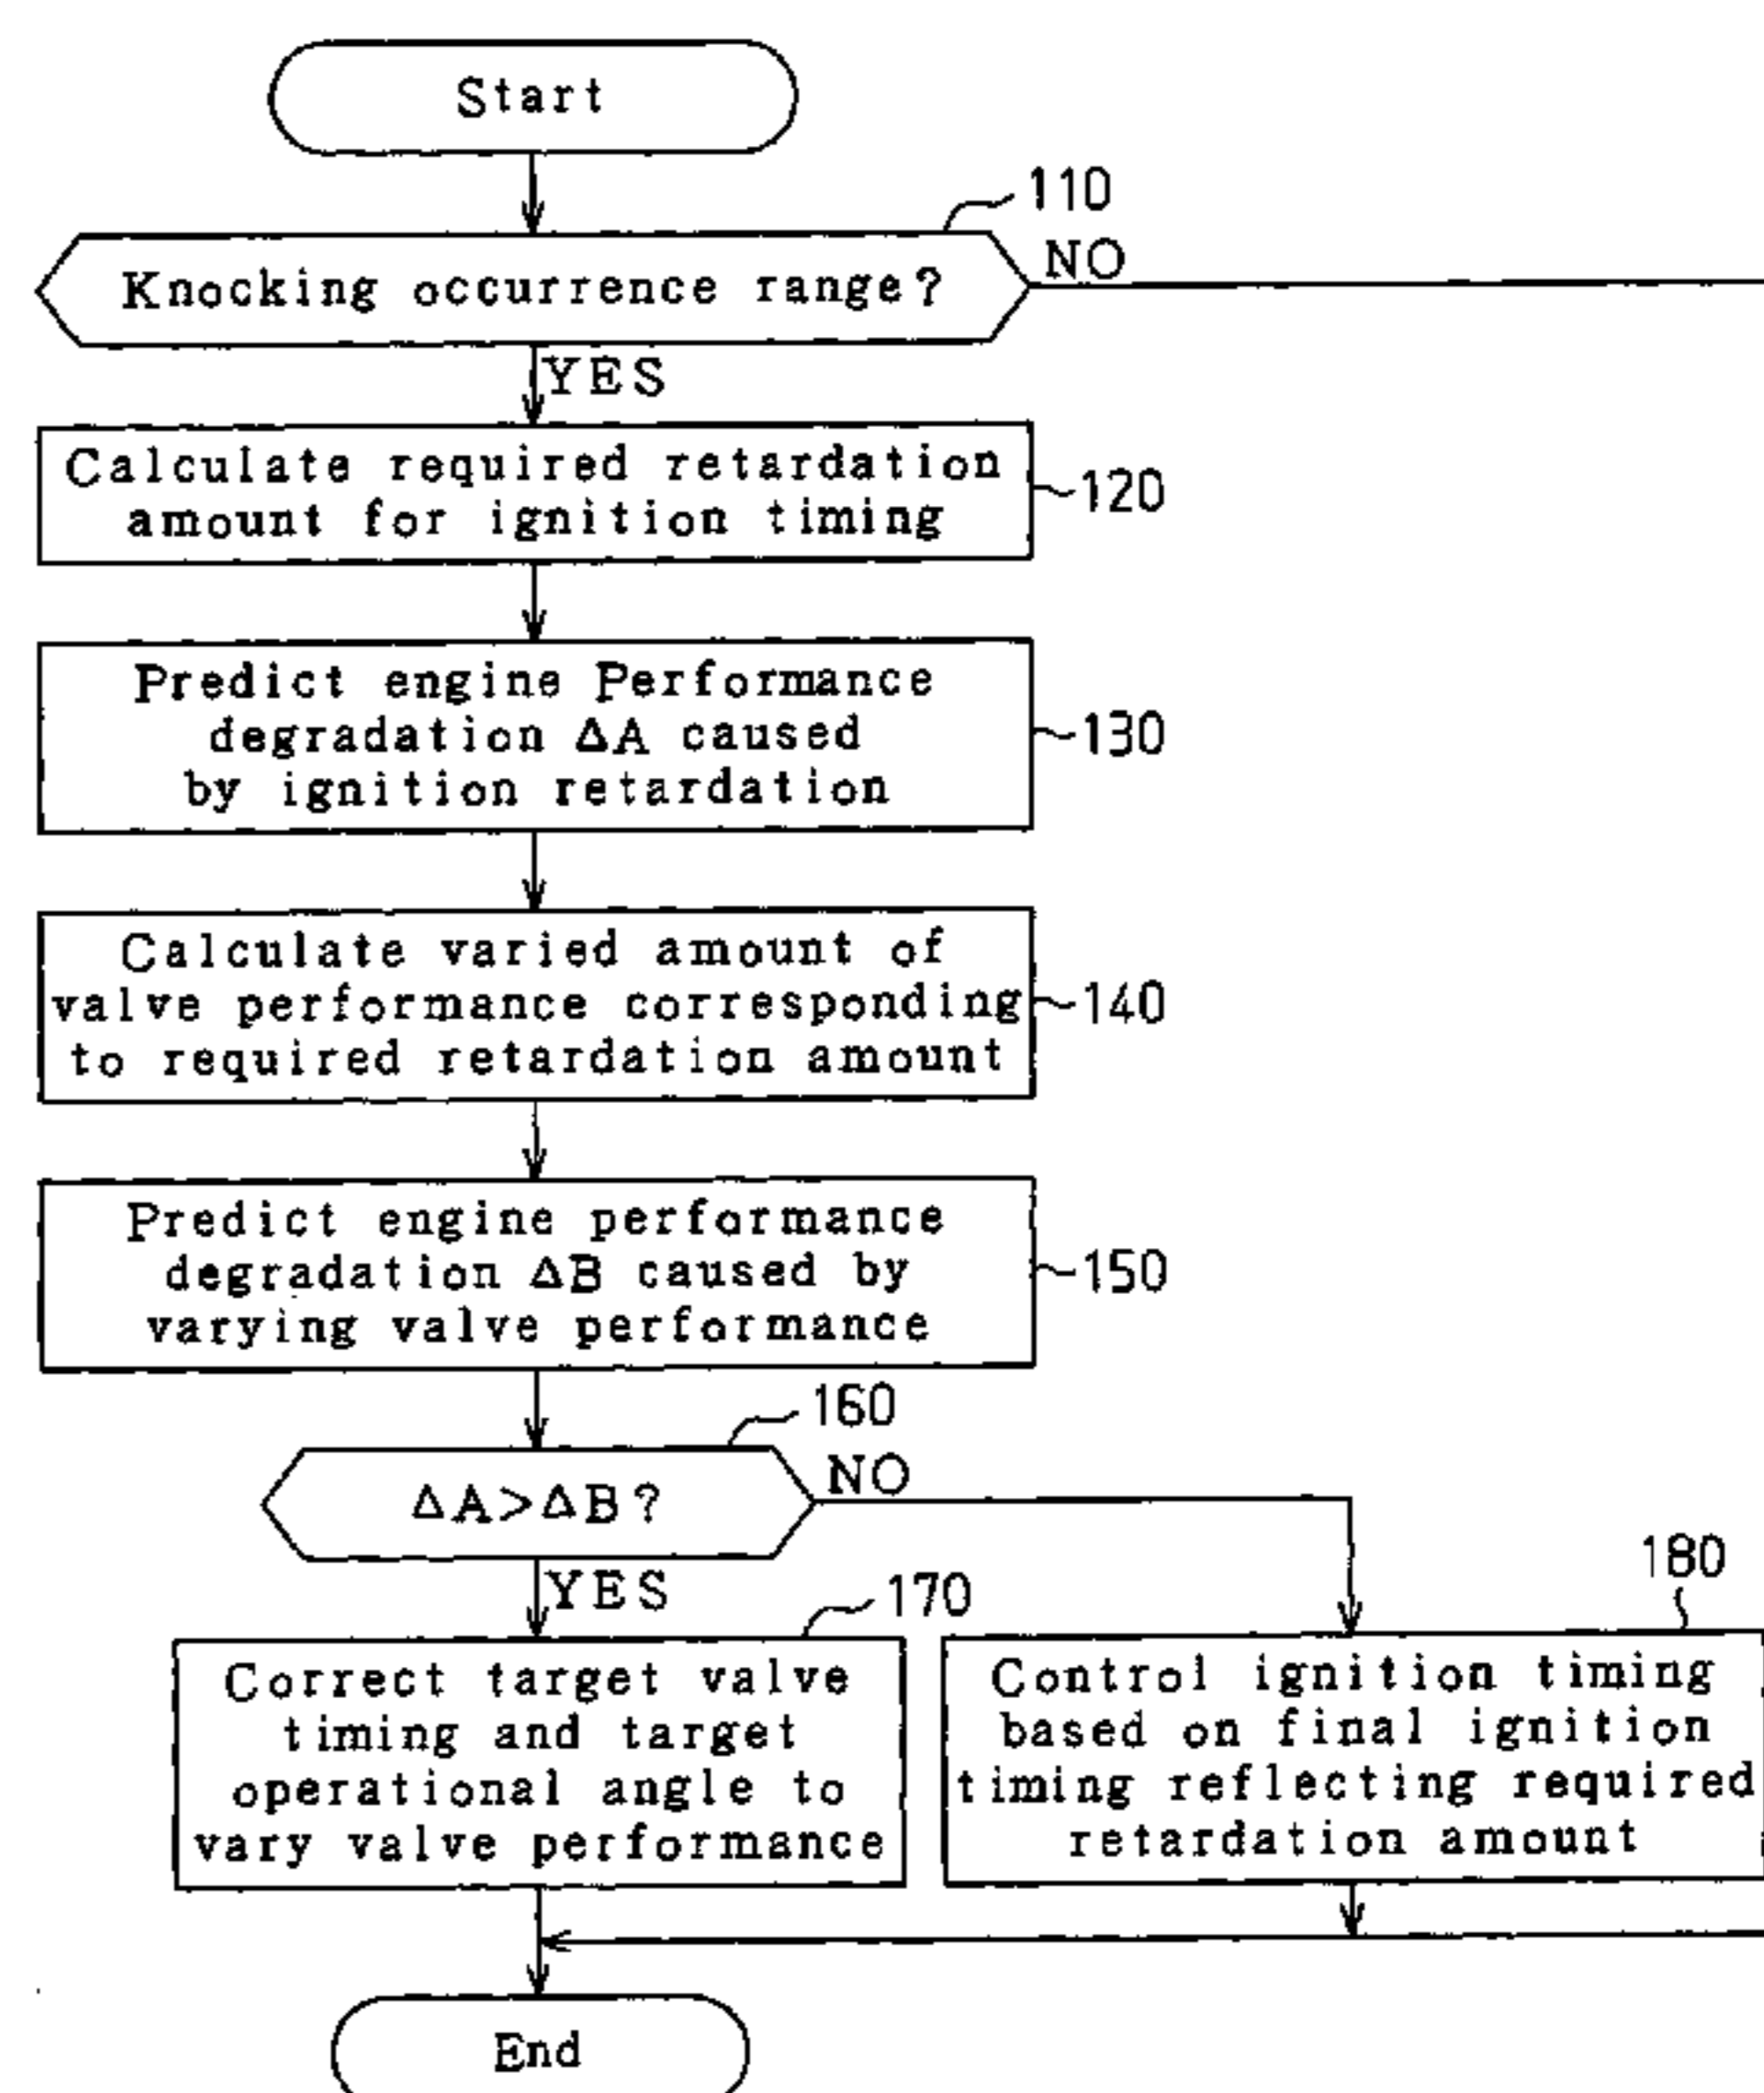 Start
110
Knocking occurrence range?
NO
YES
Calculate required retardation
amount for ignition timing
120
Predict engine Performance
degradation ΔA caused
by ignition retardation
130
Calculate varied amount of
valve performance corresponding
to required retardation amount
140
Predict engine performance
degradation ΔB caused by
varying valve performance
150
160
ΔA>ΔB?
NO
YES
170
Correct target valve
timing and target
operational angle to
vary valve performance
180
Control ignition timing
based on final ignition
timing reflecting required
retardation amount
End